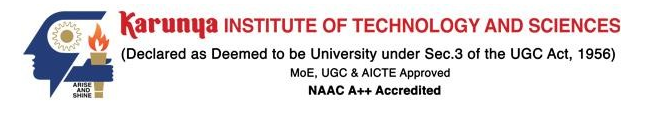 Karunya INSTITUTE OF TECHNOLOGY AND SCIENCES
(Declared as Deemed to be University under Sec.3 of the UGC Act, 1956)
MoE, UGC & AICTE Approved
NAAC A++ Accredited
ARISE
AND
SHINE